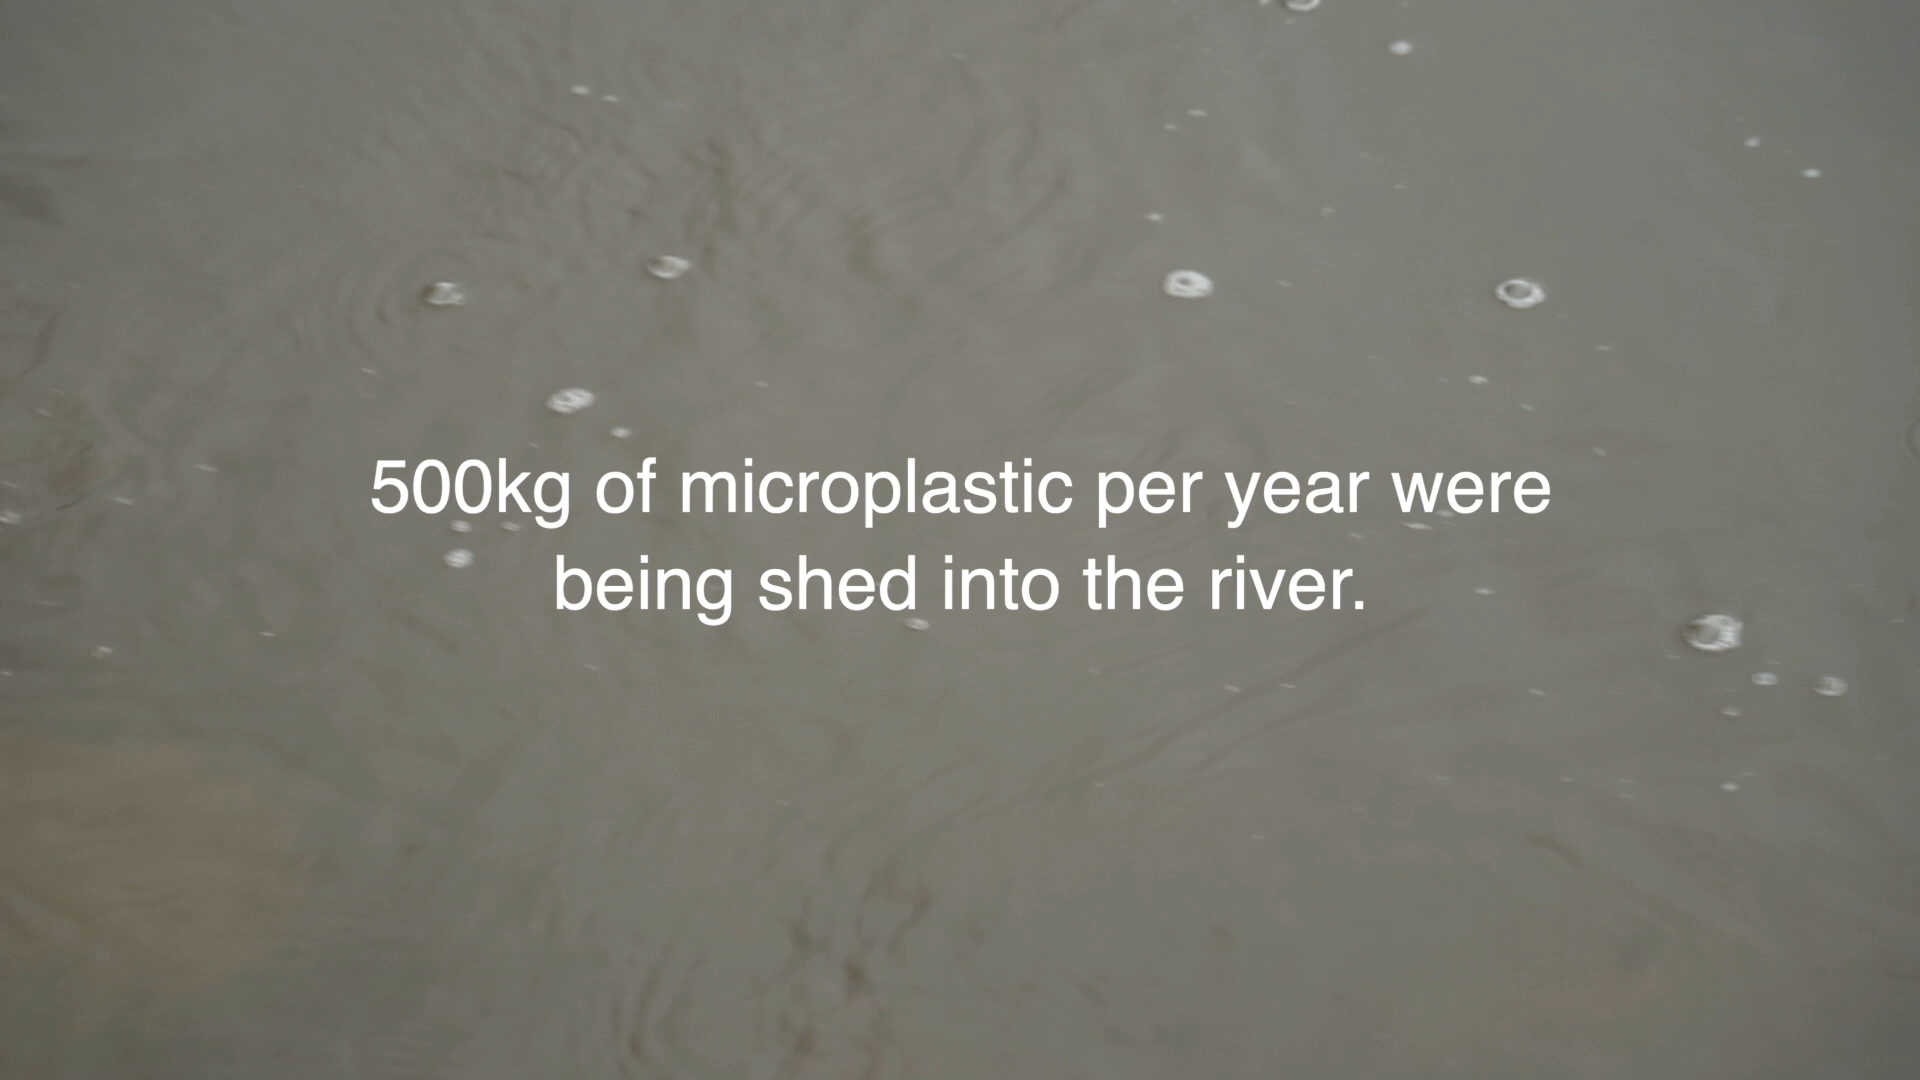 500kg of microplastic per year were
being shed into the river.